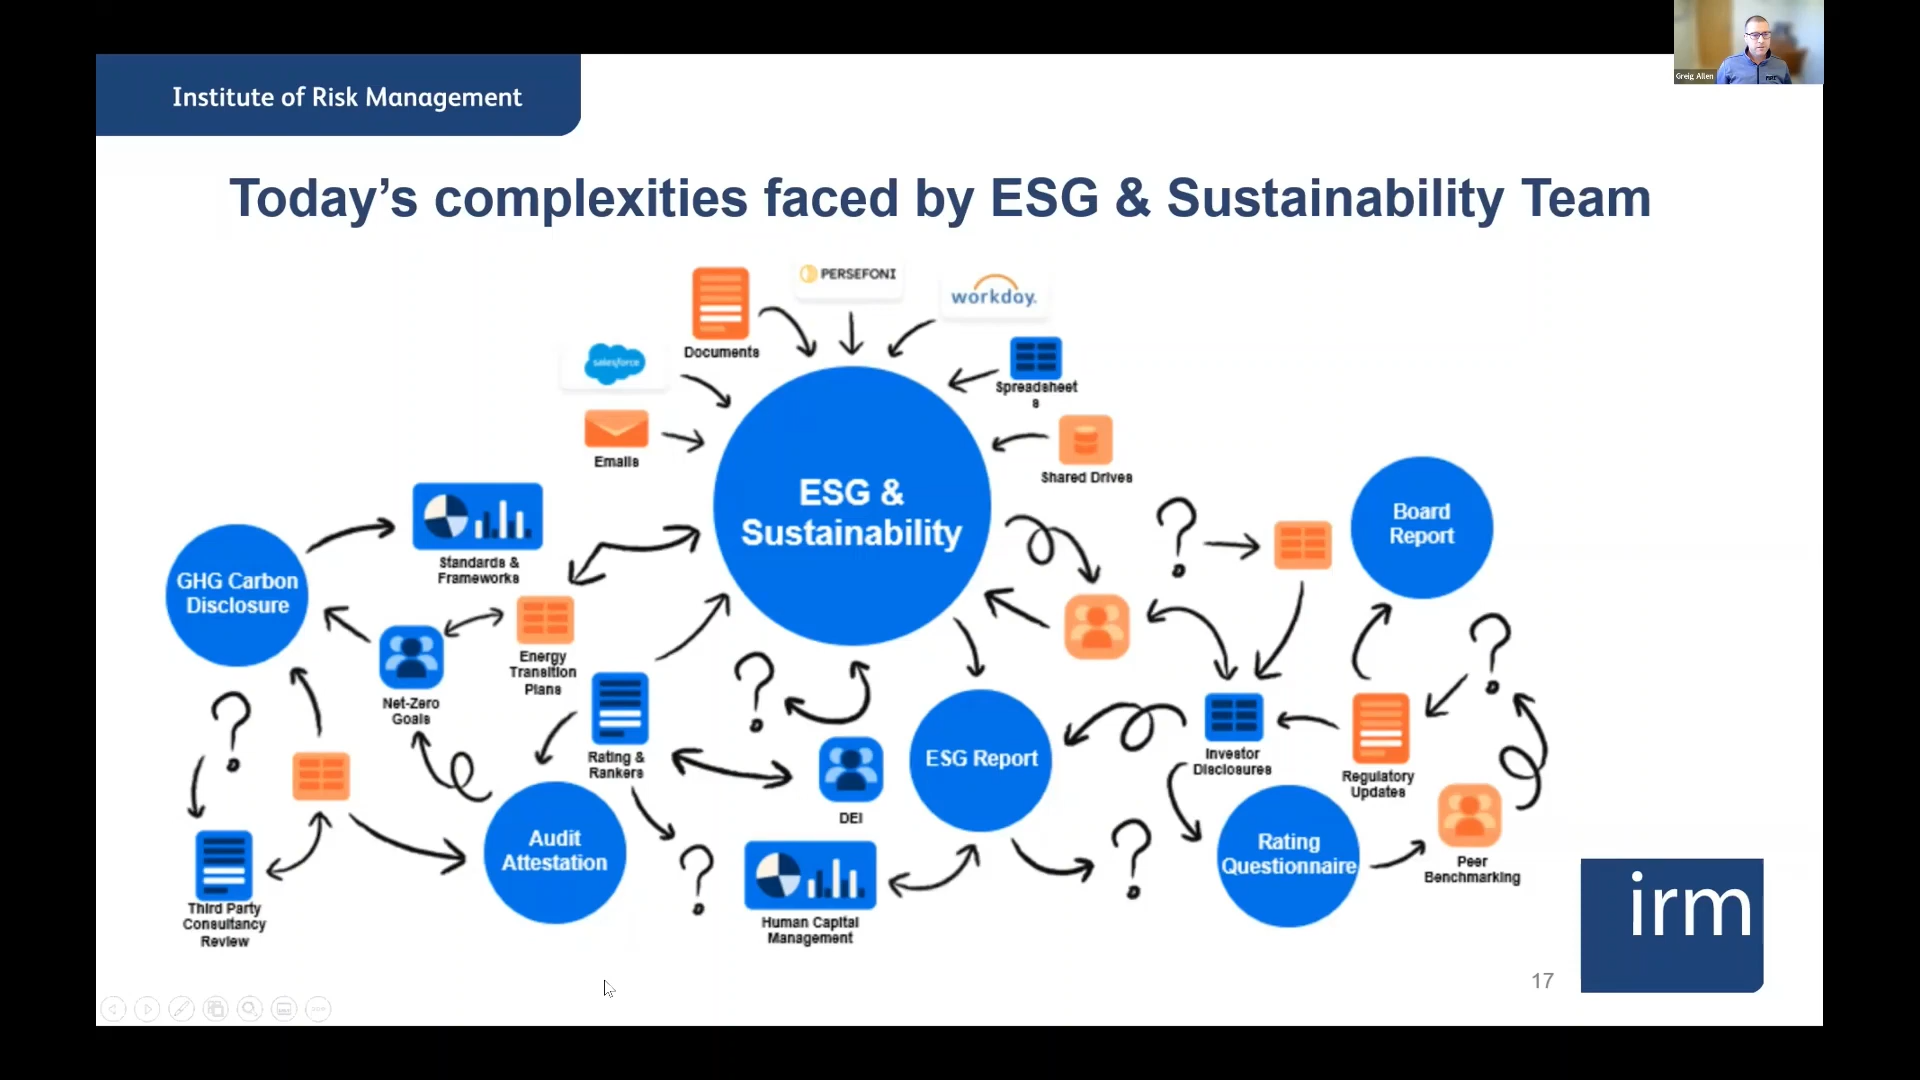 Greig Allen
Institute of Risk Management
Today's complexities faced by ESG & Sustainability Team
PERSEFONI
workday.
Documents
salesforce
Spreadsheet
s
Emails
Shared Drives
ESG &
Sustainability
Board
Report
GHG Carbon
Disclosure
Standards &
Frameworks
Energy
Transition
Plans
Net-Zero
Goals
Rating &
Rankers
ESG Report
Investor
Disclosures
Regulatory
Updates
DEI
Audit
Attestation
Rating
Questionnaire
Peer
Benchmarking
Third Party
Consultancy
Review
Human Capital
Management
irm
17